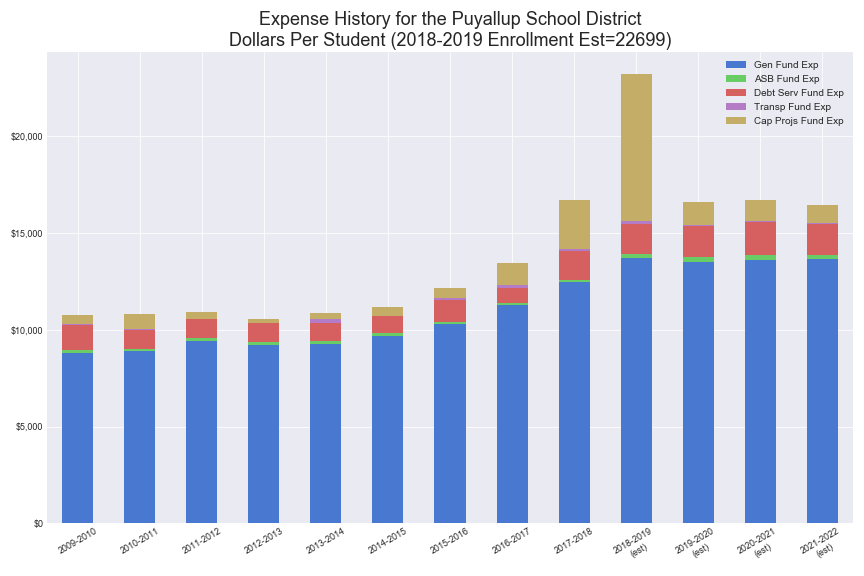 Expense History for the Puyallup School District
Dollars Per Student (2018-2019 Enrollment Est=22699)
Gen Fund Exp
ASB Fund Exp
Debt Serv Fund Exp
Transp Fund Exp
Cap Projs Fund Exp
$20,000
$15,000
$10,000
$5,000
$0
2009-2010
2010-2011
2011-2012
2012-2013
2013-2014
2014-2015
2015-2016
2016-2017
2017-2018
2018-2019
(est)
2019-2020
(est)
2020-2021
(est)
2021-2022
(est)